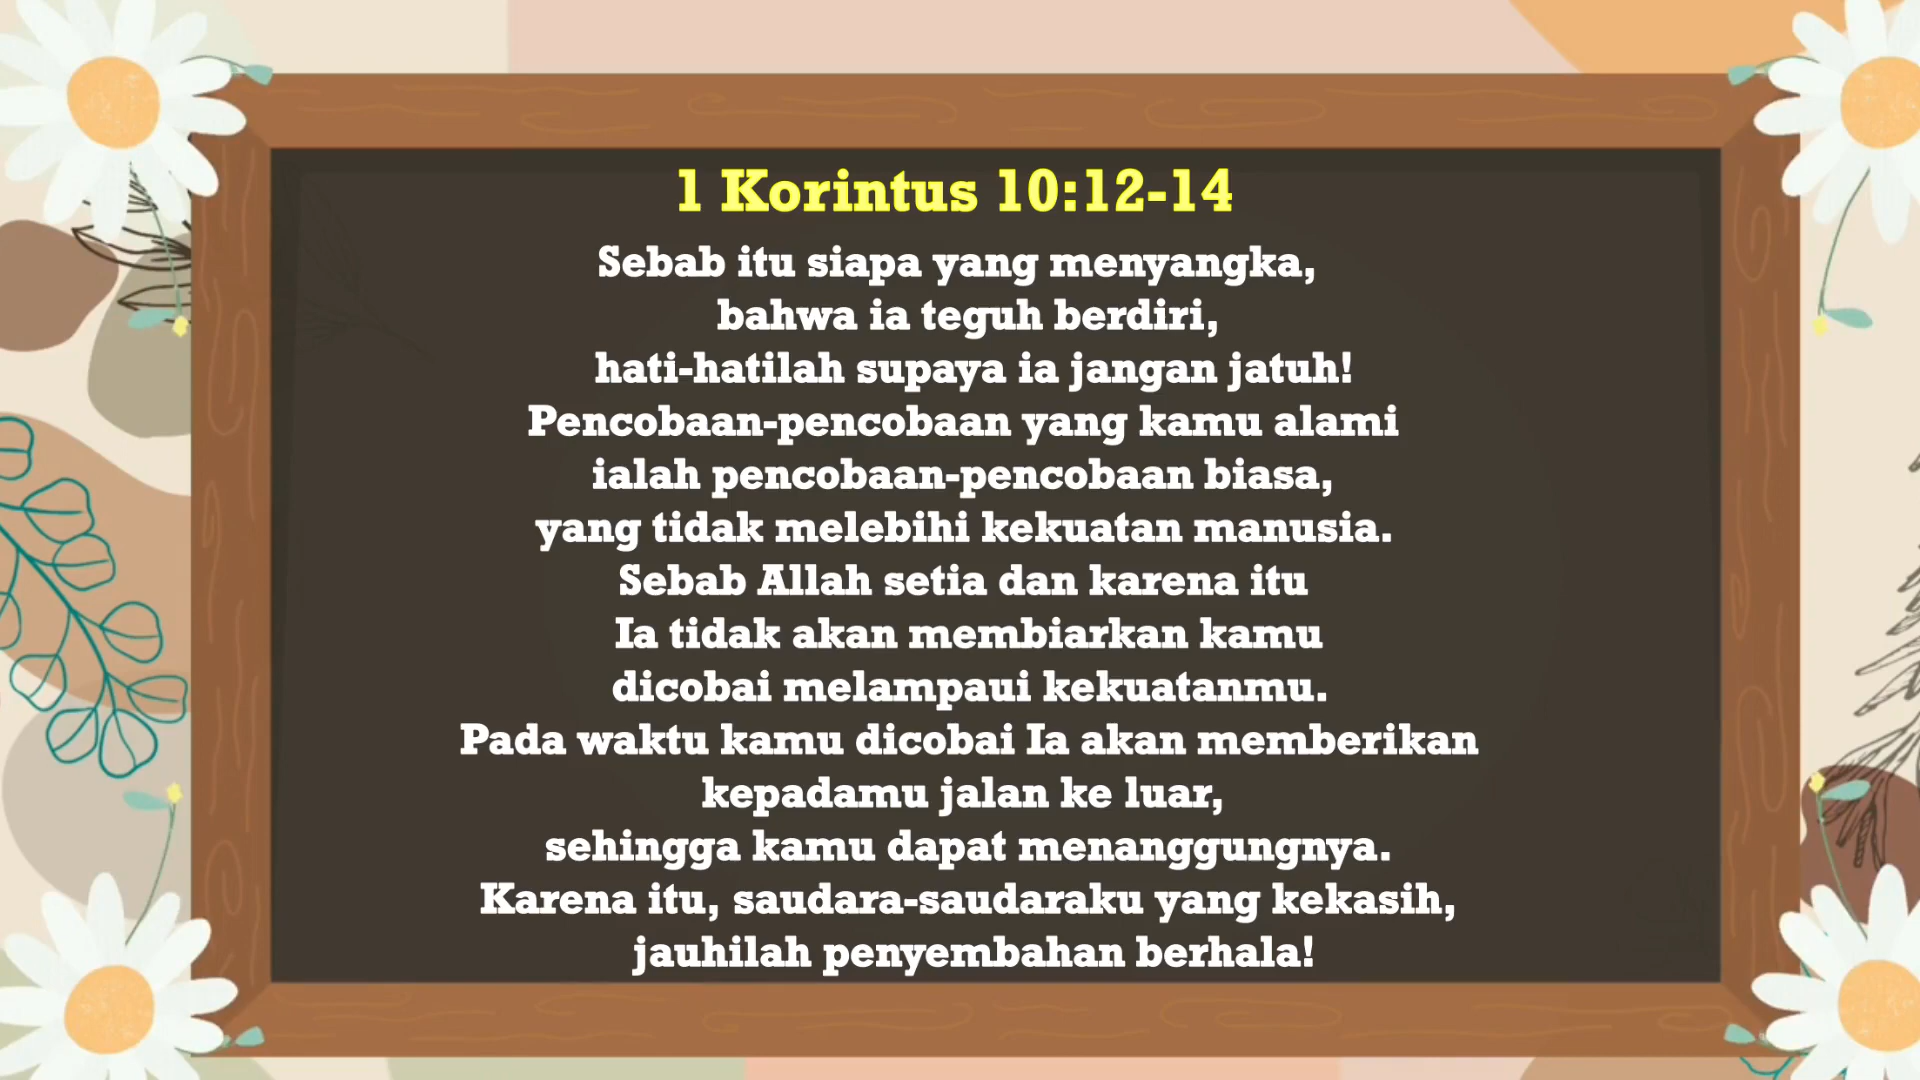 1 Korintus 10:12-14
Sebab itu siapa yang menyangka,
bahwa ia teguh berdiri,
hati-hatilah supaya ia jangan jatuh!
Pencobaan-pencobaan yang kamu alami
ialah pencobaan-pencobaan biasa,
yang tidak melebihi kekuatan manusia.
Sebab Allah setia dan karena itu
Ia tidak akan membiarkan kamu
dicobai melampaui kekuatanmu.
Pada waktu kamu dicobai Ia akan memberikan
kepadamu jalan ke luar,
sehingga kamu dapat menanggungnya.
Karena itu, saudara-saudaraku yang kekasih,
jauhilah penyembahan berhala!